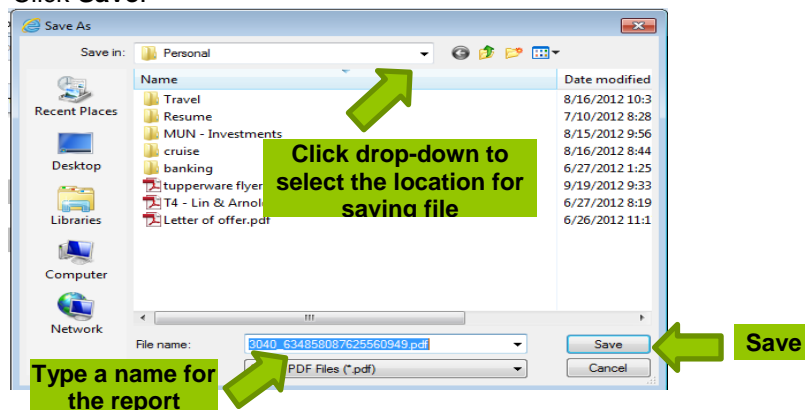 Click Save.
Save As
Save in: Personal
Name Date modified
Travel 8/16/2012 10:3
Resume 7/10/2012 8:28
MUN - Investments 8/15/2012 9:56
cruise 8/16/2012 8:44
banking 6/27/2012 1:25
tupperware flyer 9/19/2012 9:33
T4 - Lin & Arnol 6/27/2012 8:19
Letter of offer.pdf 6/26/2012 11:1
Recent Places
Desktop
Libraries
Computer
Network
Click drop-down to
select the location for
saving file
File name: 3040_634858087625560949.pdf Save
PDF Files (*.pdf) Cancel
Save
Type a name for
the report